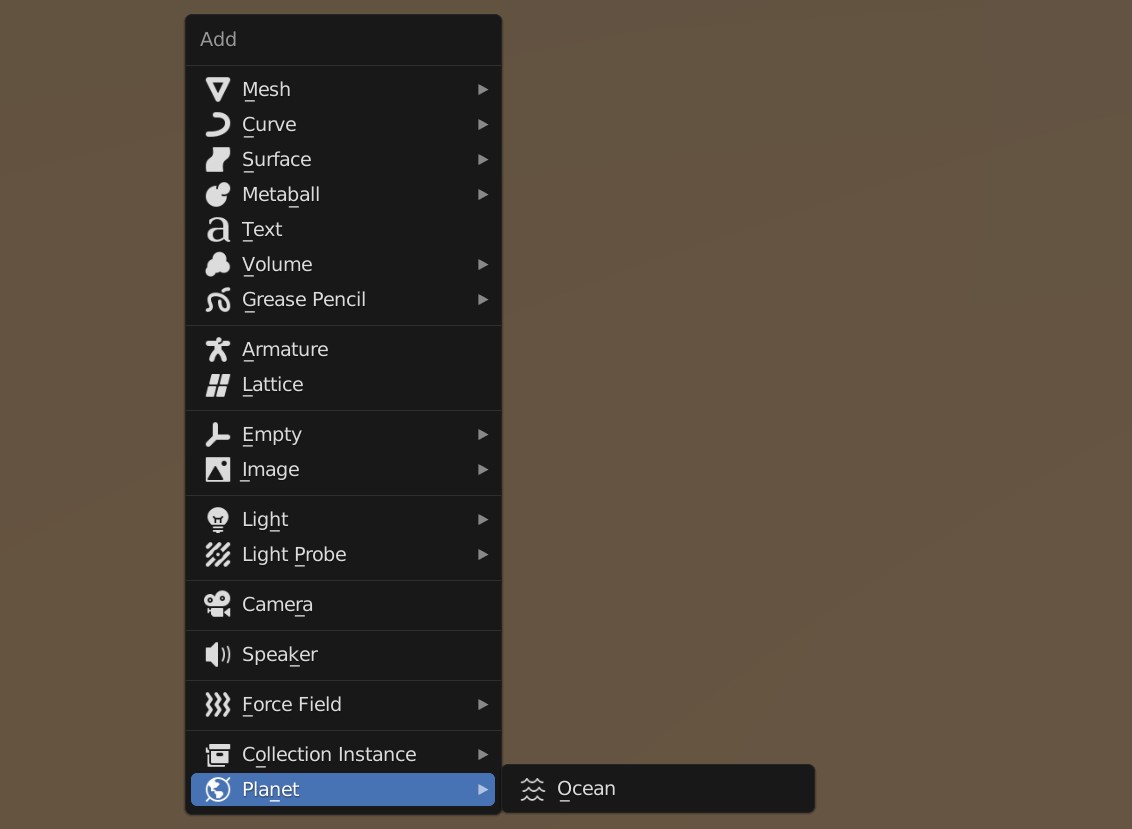 Add
Mesh
Curve
Surface
Metaball
Text
Volume
Grease Pencil
Armature
Lattice
Empty
Image
Light
Light Probe
Camera
Speaker
Force Field
Collection Instance
Planet
Ocean